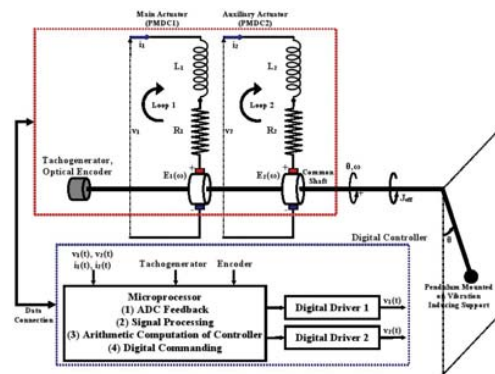 Main Actuator
(PMDC1)
Auxiliary Actuator
(PMDC2)
i₁
i₂
L₁
L₂
Loop 1
Loop 2
v₁
v₂
R₁
R₂
Tachogenerator,
Optical Encoder
E₁(ω)
E₂(ω)
+
+
-
-
Common
Shaft
θ,ω
J_eff
θ
Digital Controller
v₁(t), v₂(t)
i₁(t), i₂(t)
Tachogenerator
Encoder
Data
Connection
Microprocessor
(1) ADC Feedback
(2) Signal Processing
(3) Arithmetic Computation of Controller
(4) Digital Commanding
Digital Driver 1
v₁(t)
Digital Driver 2
v₂(t)
Pendulum Mounted
on Vibration
Inducing Support